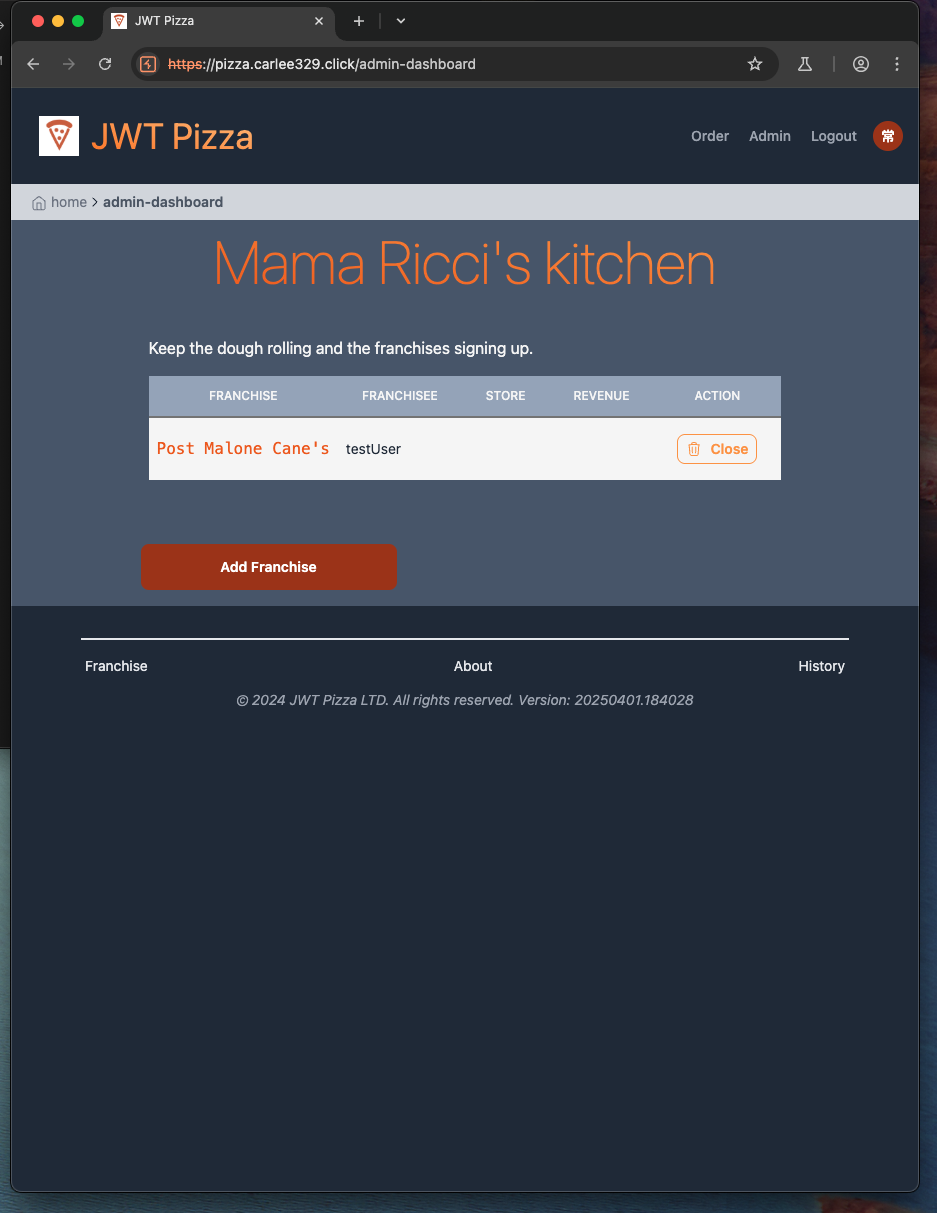 JWT Pizza
https://pizza.carlee329.click/admin-dashboard
JWT Pizza
Order Admin Logout 常
home > admin-dashboard
Mama Ricci's kitchen
Keep the dough rolling and the franchises signing up.
FRANCHISE FRANCHISEE STORE REVENUE ACTION
Post Malone Cane's testUser Close
Add Franchise
Franchise About History
© 2024 JWT Pizza LTD. All rights reserved. Version: 20250401.184028